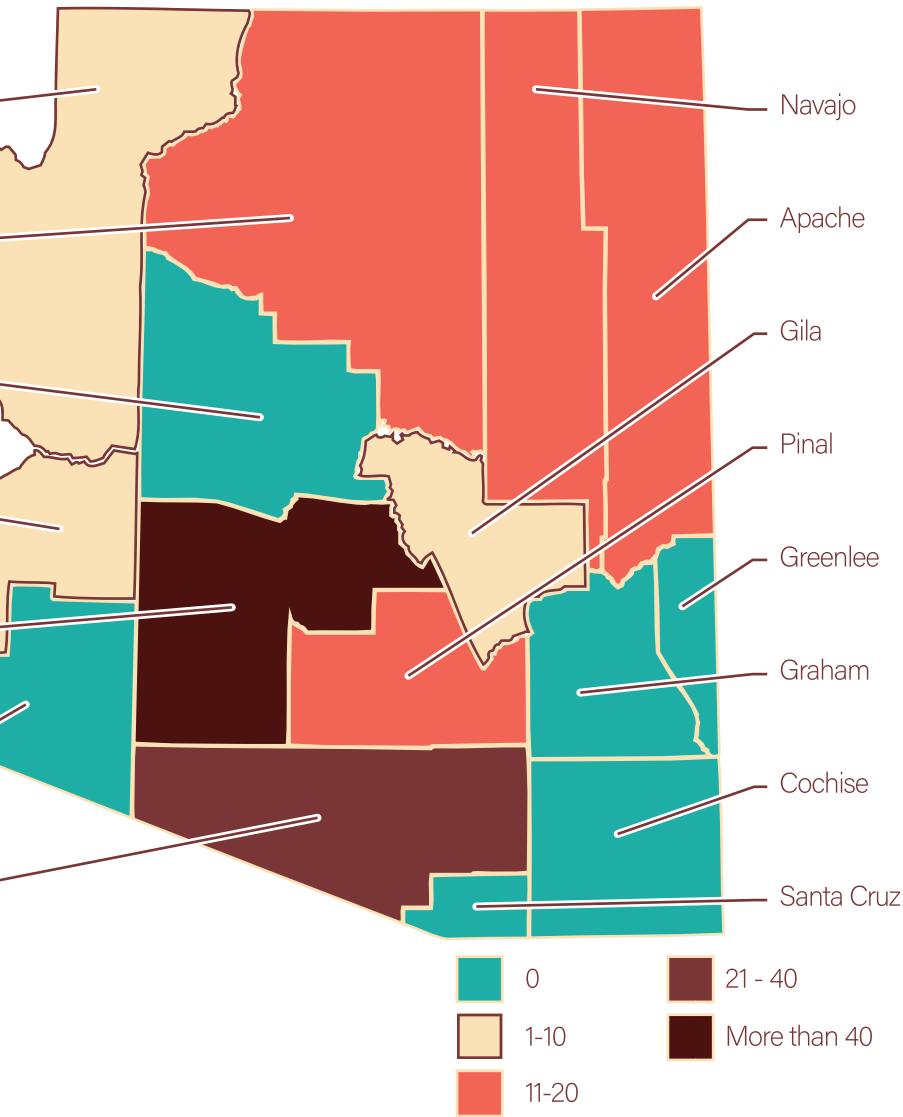 Navajo
Apache
Gila
Pinal
Greenlee
Graham
Cochise
Santa Cruz
0
21 - 40
1-10
More than 40
11-20